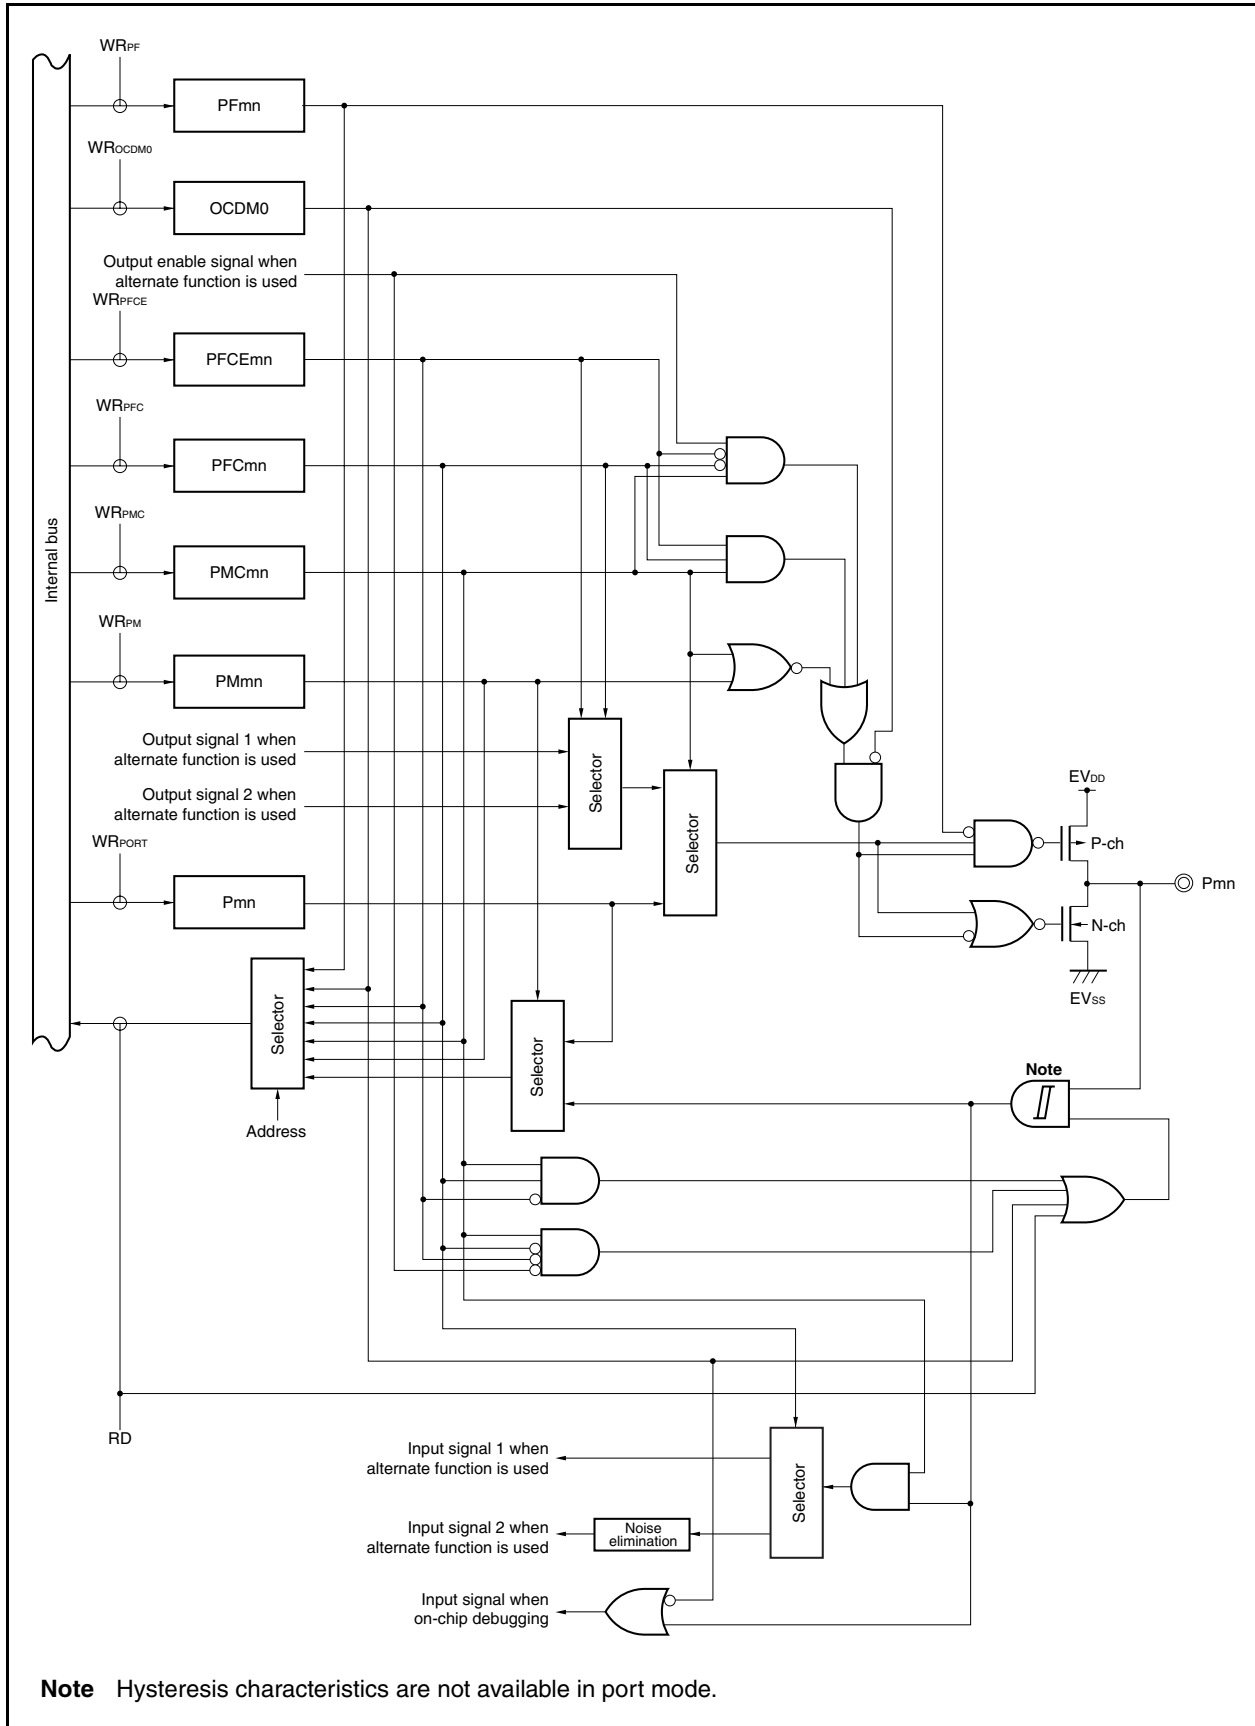 WRPF
PFmn
WROCDM0
OCDM0
Output enable signal when
alternate function is used
WRPFCE
PFCEmn
WRPFC
PFCmn
WRPMC
PMCmn
Internal bus
WRPM
PMmn
Output signal 1 when
alternate function is used
Output signal 2 when
alternate function is used
Selector
Selector
EVDD
P-ch
WRPORT
Pmn
Pmn
N-ch
EVSS
Selector
Selector
Address
Note
RD
Input signal 1 when
alternate function is used
Selector
Input signal 2 when
alternate function is used
Noise
elimination
Input signal when
on-chip debugging
Note Hysteresis characteristics are not available in port mode.